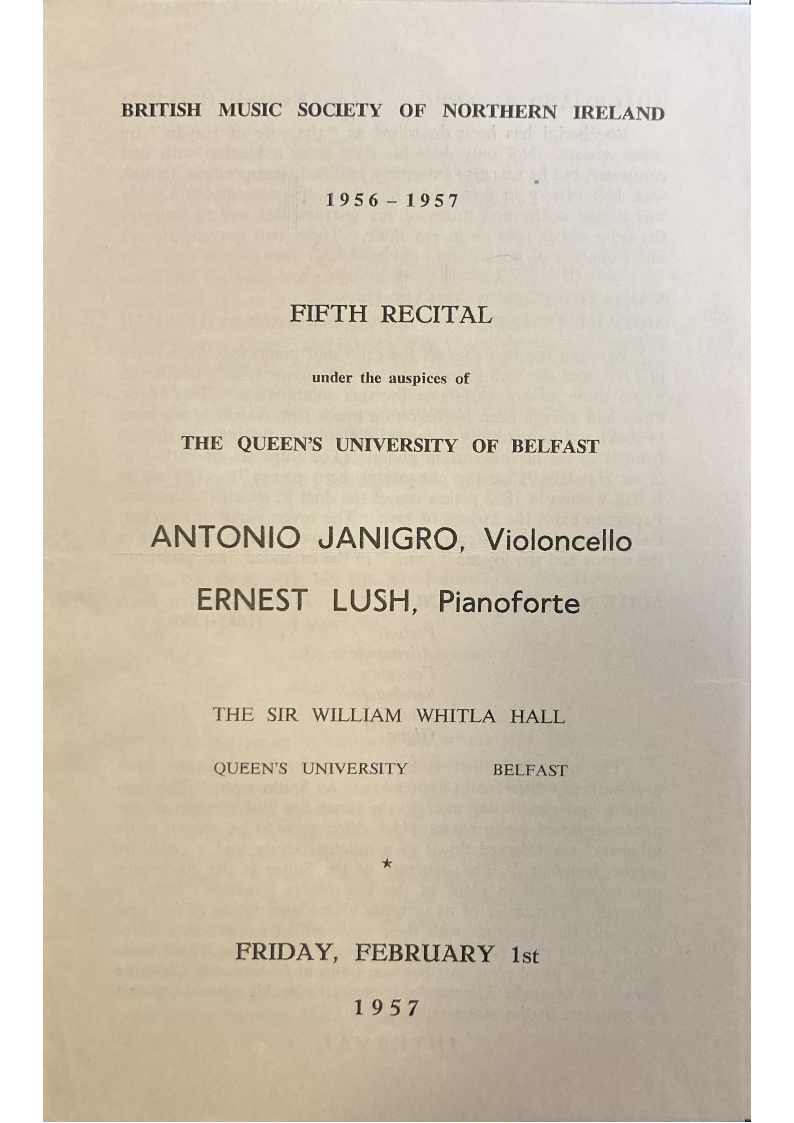 BRITISH MUSIC SOCIETY OF NORTHERN IRELAND
1956 – 1957
FIFTH RECITAL
under the auspices of
THE QUEEN'S UNIVERSITY OF BELFAST
ANTONIO JANIGRO, Violoncello
ERNEST LUSH, Pianoforte
THE SIR WILLIAM WHITLA HALL
QUEEN'S UNIVERSITY BELFAST
★
FRIDAY, FEBRUARY 1st
1957